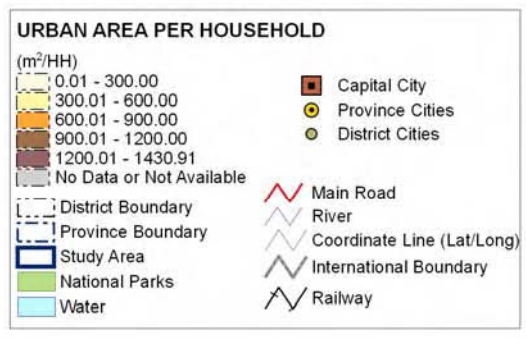 URBAN AREA PER HOUSEHOLD
(m²/HH)
0.01 - 300.00
300.01 - 600.00
600.01 - 900.00
900.01 - 1200.00
1200.01 - 1430.91
No Data or Not Available
District Boundary
Province Boundary
Study Area
National Parks
Water
Capital City
Province Cities
District Cities
Main Road
River
Coordinate Line (Lat/Long)
International Boundary
Railway